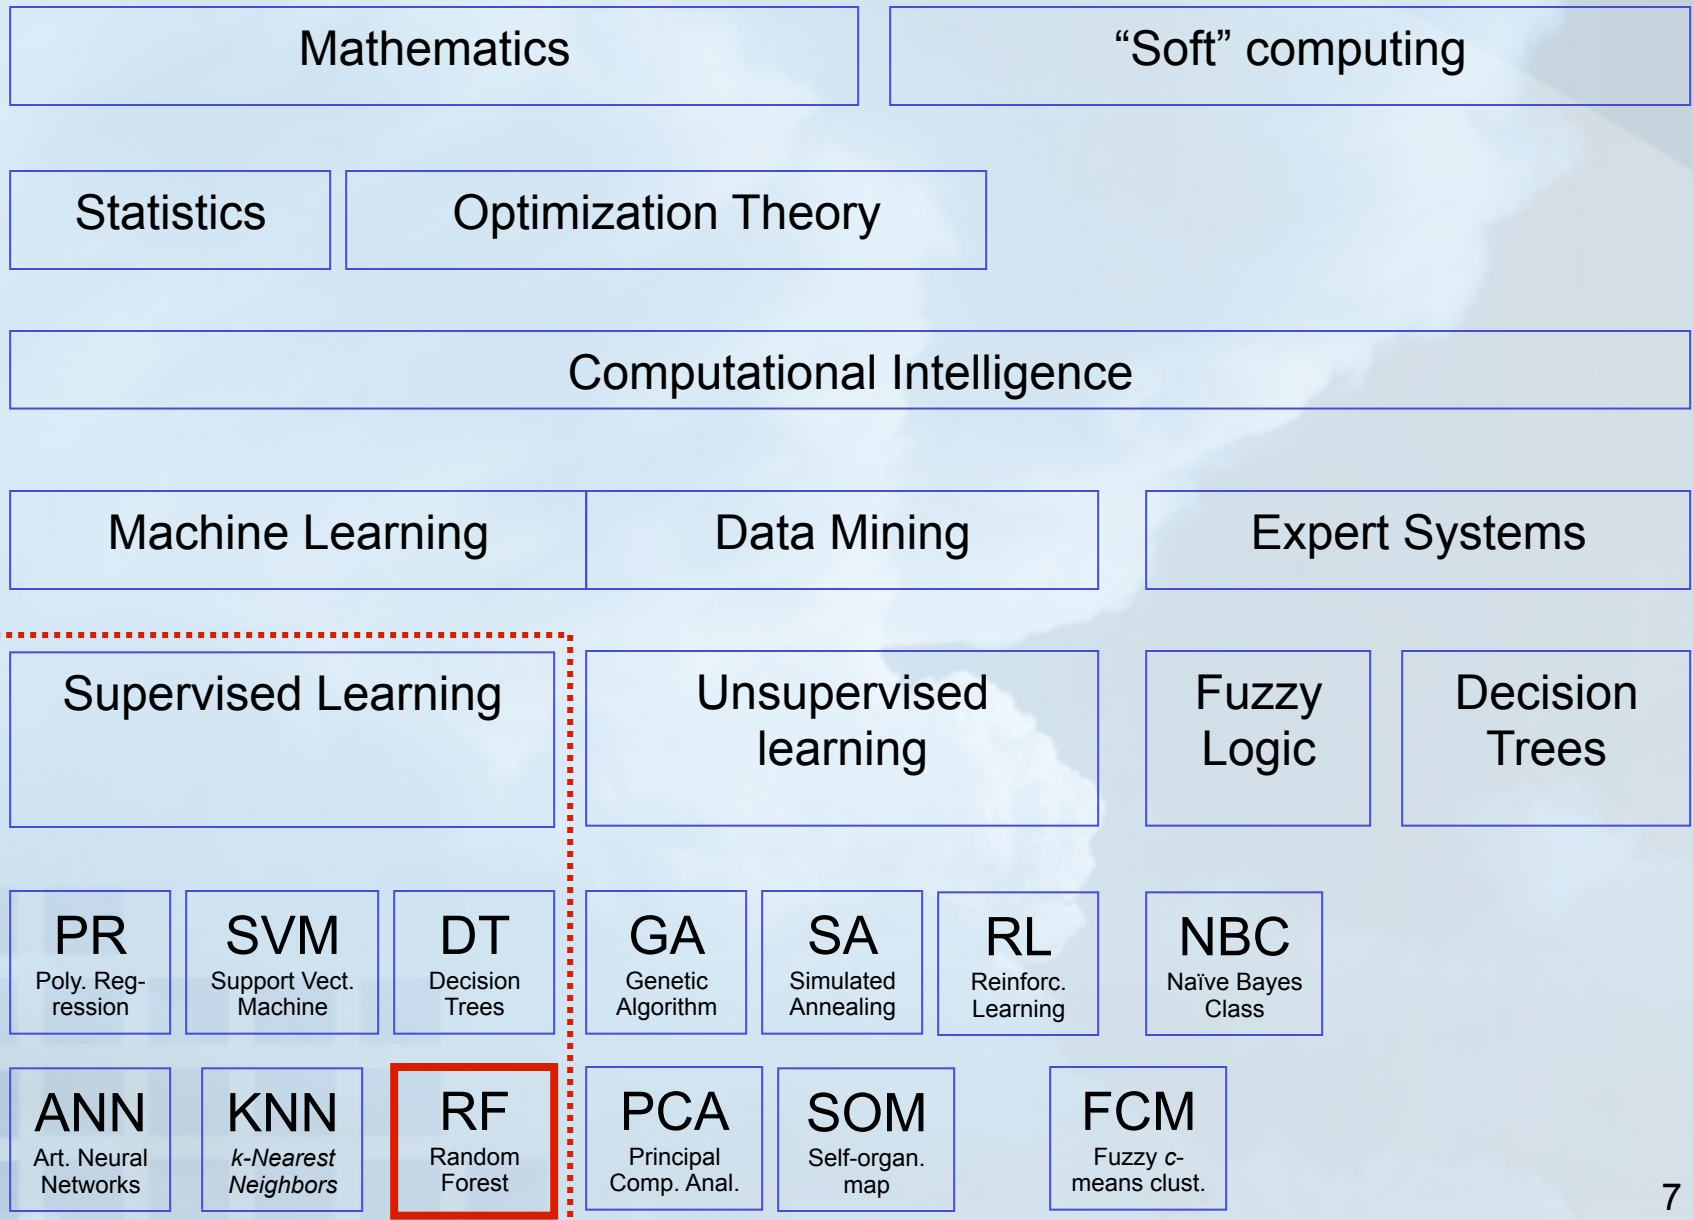 Mathematics
“Soft” computing
Statistics
Optimization Theory
Computational Intelligence
Machine Learning
Data Mining
Expert Systems
Supervised Learning
Unsupervised
learning
Fuzzy
Logic
Decision
Trees
PR
Poly. Reg-
ression
SVM
Support Vect.
Machine
DT
Decision
Trees
GA
Genetic
Algorithm
SA
Simulated
Annealing
RL
Reinforc.
Learning
NBC
Naïve Bayes
Class
ANN
Art. Neural
Networks
KNN
k-Nearest
Neighbors
RF
Random
Forest
PCA
Principal
Comp. Anal.
SOM
Self-organ.
map
FCM
Fuzzy c-
means clust.
7